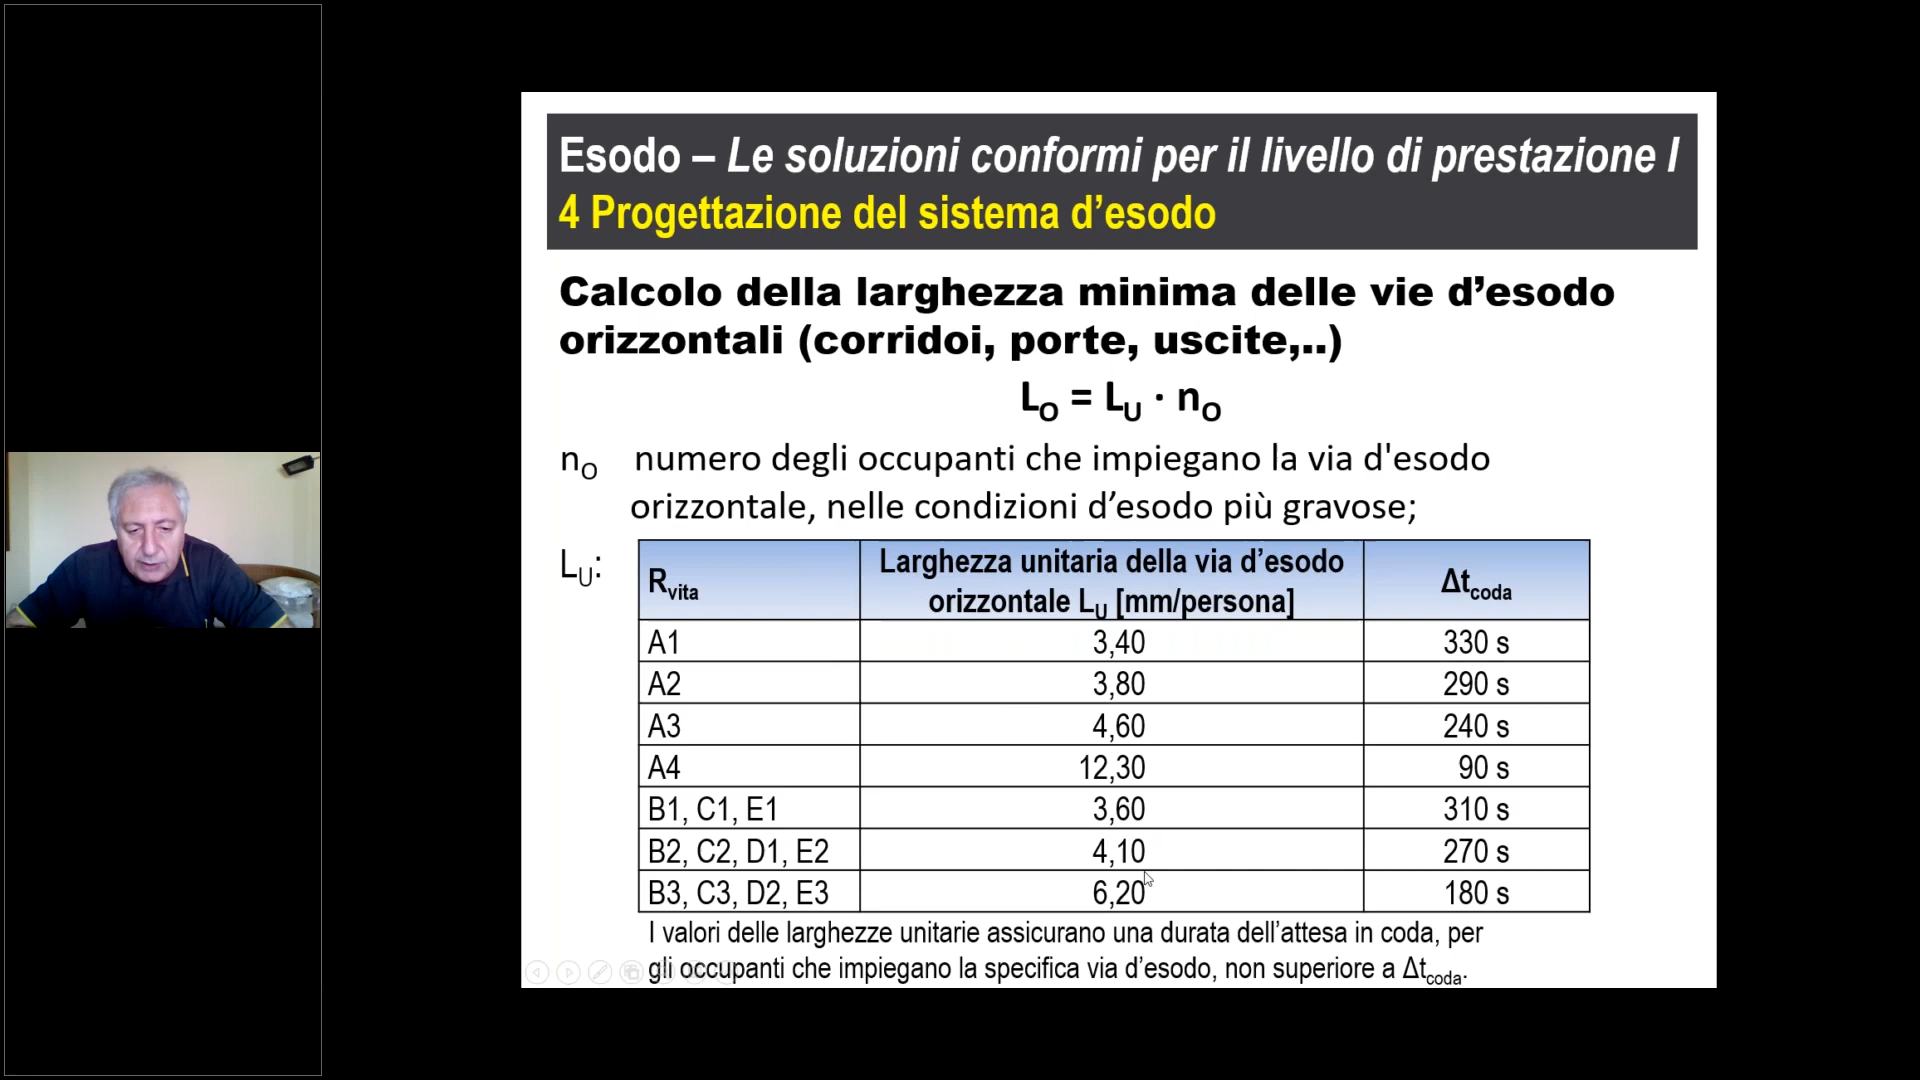 Esodo – Le soluzioni conformi per il livello di prestazione I
4 Progettazione del sistema d’esodo
Calcolo della larghezza minima delle vie d’esodo
orizzontali (corridoi, porte, uscite,..)
LO = LU · nO
nO numero degli occupanti che impiegano la via d'esodo
orizzontale, nelle condizioni d’esodo più gravose;
LU:
Rvita Larghezza unitaria della via d’esodo orizzontale LU [mm/persona] Δtcoda
A1 3,40 330 s
A2 3,80 290 s
A3 4,60 240 s
A4 12,30 90 s
B1, C1, E1 3,60 310 s
B2, C2, D1, E2 4,10 270 s
B3, C3, D2, E3 6,20 180 s
I valori delle larghezze unitarie assicurano una durata dell’attesa in coda, per
gli occupanti che impiegano la specifica via d’esodo, non superiore a Δtcoda.